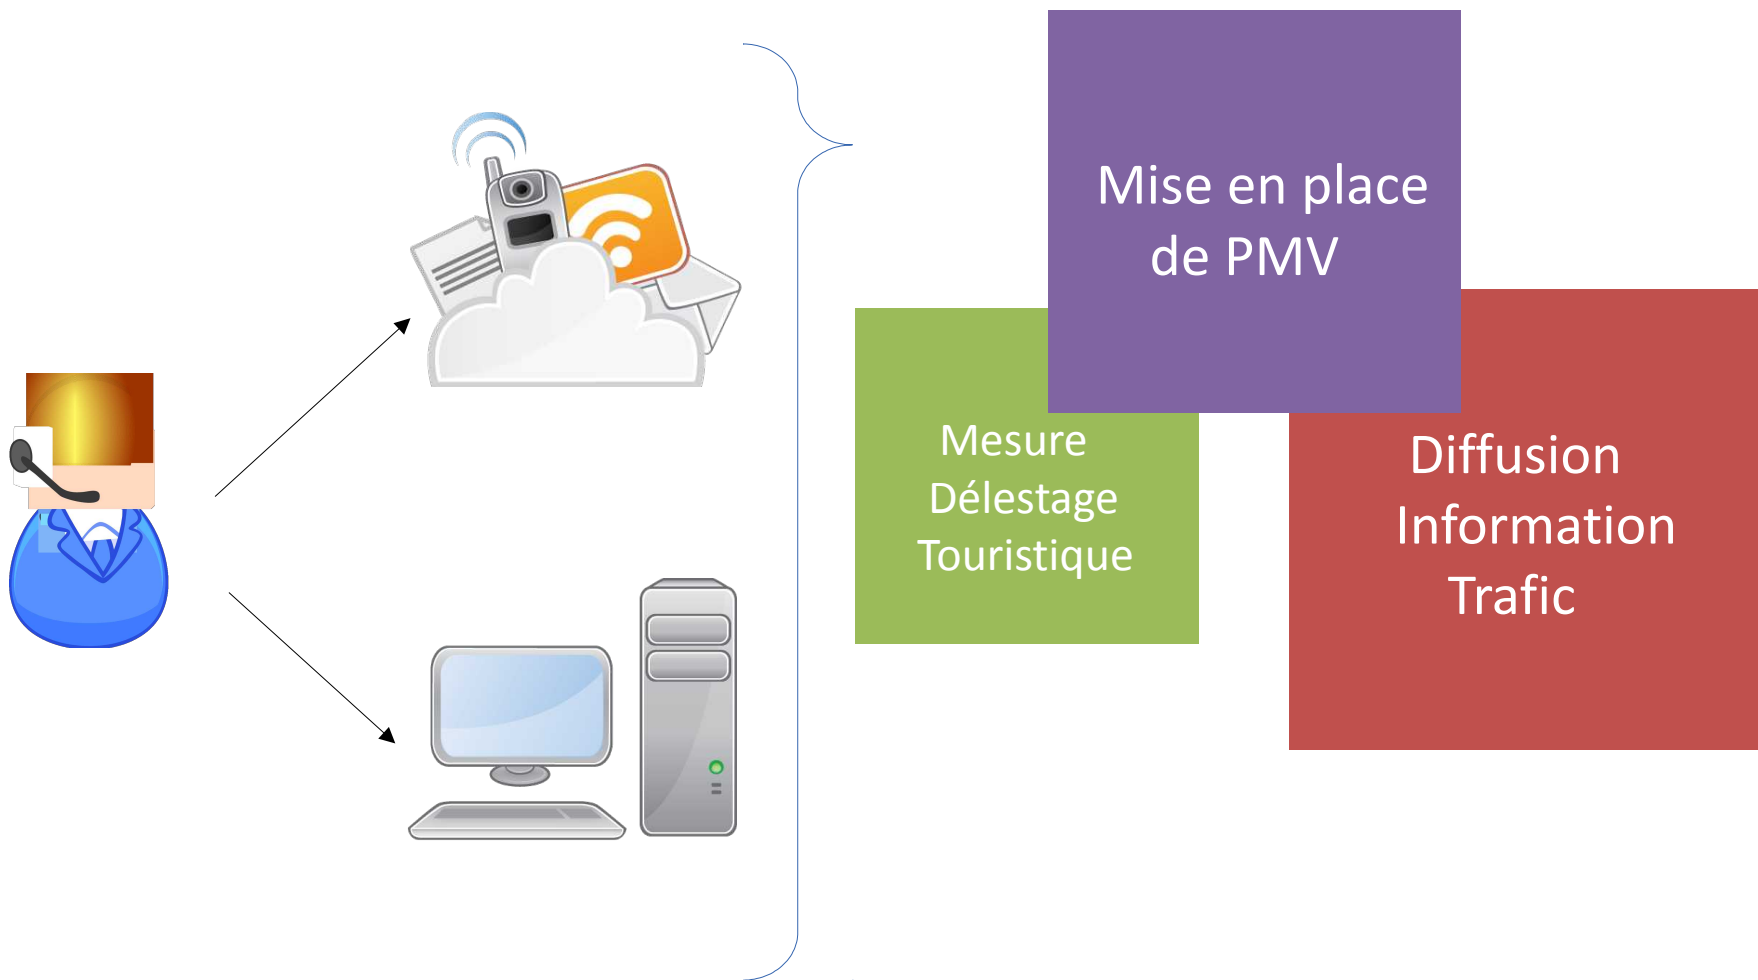 Mise en place
de PMV
Mesure
Délestage
Touristique
Diffusion
Information
Trafic